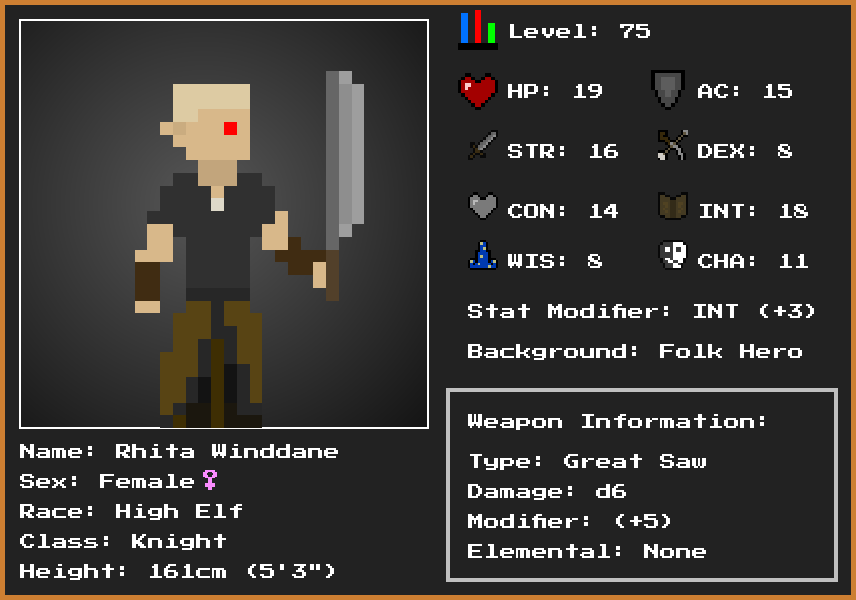 Level: 75
HP: 19
AC: 15
STR: 16
DEX: 8
CON: 14
INT: 18
WIS: 8
CHA: 11
Stat Modifier: INT (+3)
Background: Folk Hero
Weapon Information:
Type: Great Saw
Damage: d6
Modifier: (+5)
Elemental: None
Name: Rhita Winddane
Sex: Female♀
Race: High Elf
Class: Knight
Height: 161cm (5'3")